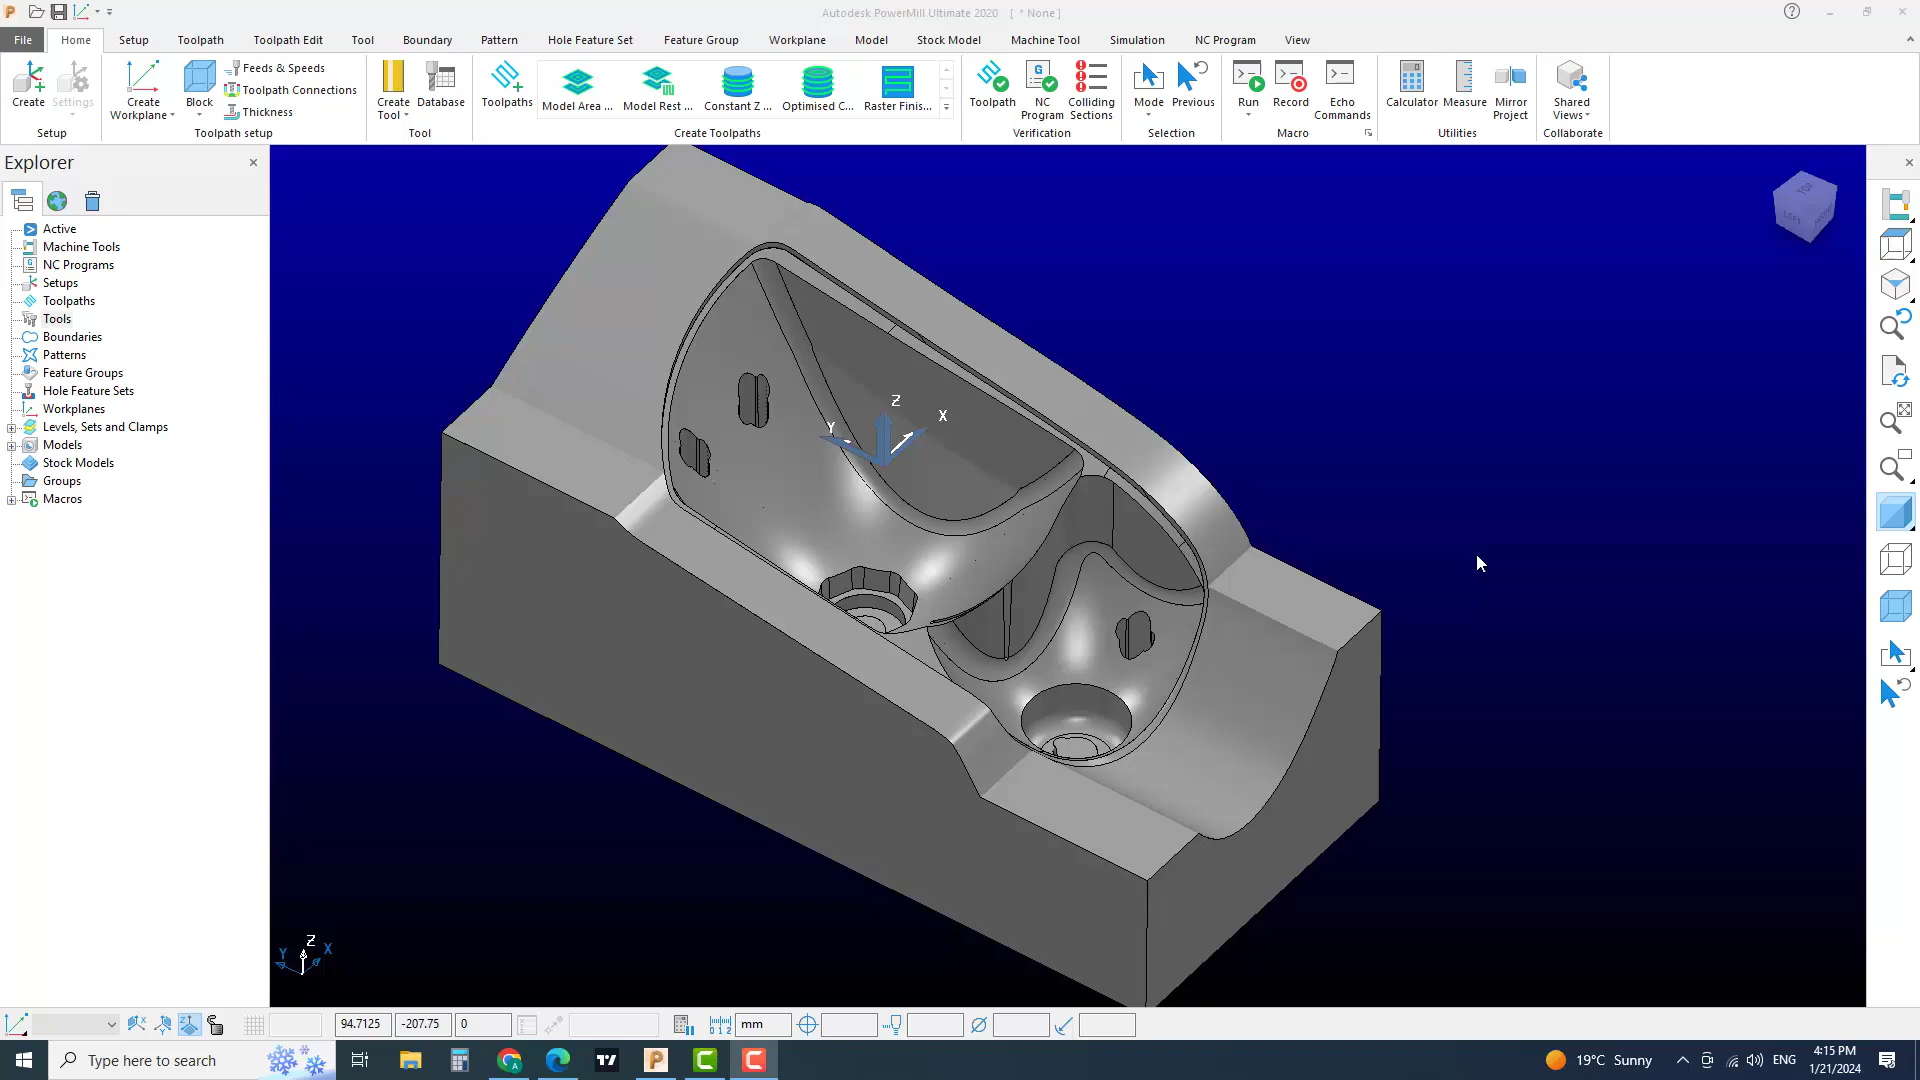 Autodesk PowerMill Ultimate 2020 [ * None ]
File Home Setup Toolpath Toolpath Edit Tool Boundary Pattern Hole Feature Set Feature Group Workplane Model Stock Model Machine Tool Simulation NC Program View
Create
Settings
Setup
Create
Workplane
Block
Feeds & Speeds
Toolpath Connections
Thickness
Toolpath setup
Create
Tool
Database
Tool
Toolpaths
Model Area ...
Model Rest ...
Constant Z ...
Optimised C...
Raster Finis...
Create Toolpaths
Toolpath
NC
Program
Colliding
Sections
Verification
Mode
Previous
Selection
Run
Record
Echo
Commands
Macro
Calculator
Measure
Mirror
Project
Utilities
Shared
Views
Collaborate
Explorer
Active
Machine Tools
NC Programs
Setups
Toolpaths
Tools
Boundaries
Patterns
Feature Groups
Hole Feature Sets
Workplanes
Levels, Sets and Clamps
Models
Stock Models
Groups
Macros
TOP
LEFT
Z
X
Y
Z
Y
X
94.7125 -207.75 0 mm
Type here to search
19°C Sunny
ENG
4:15 PM
1/21/2024